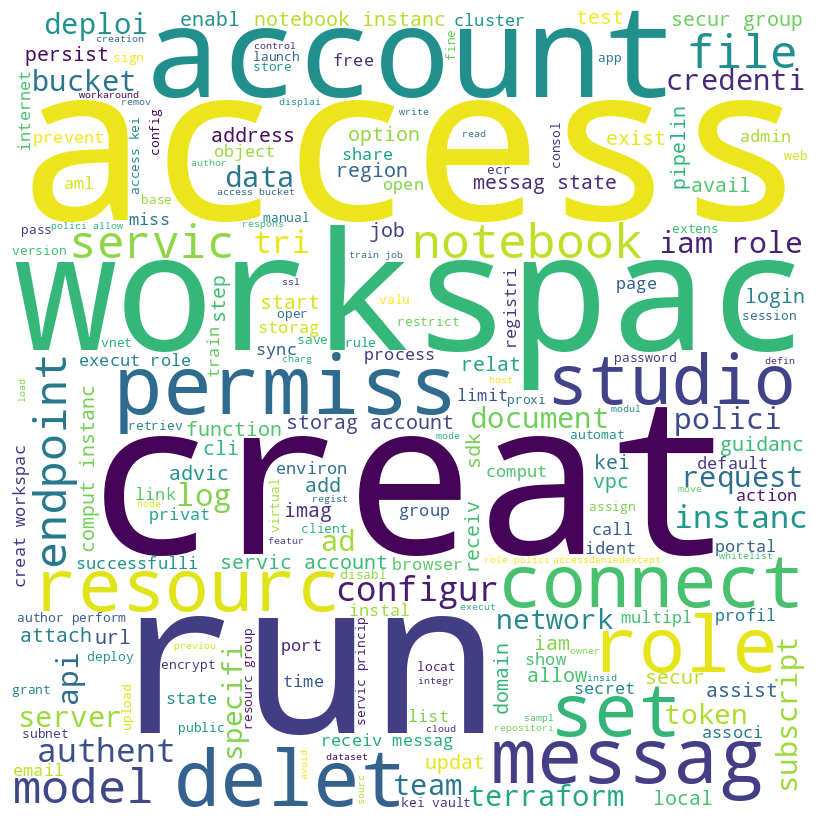 deploi
enabl
notebook instanc
cluster
test
secur group
creation
sign
persist
account
control
launch
store
free
fine
app
file
bucket
credenti
internet
workaround
remov
access
displai
write
read
consol
prevent
access kei
config
address
option
exist
admin
author
object
share
ecr
pipelin
web
aml
base
access bucket
data
region
open
messag state
avail
miss
manual
pass
polici allow
respons
version
servic
tri
job
notebook
extens
iam role
train job
workspac
ssl
page
login
step
start
valu
registri
session
oper
storag
restrict
vnet
save
rule
train
sync
process
password
execut role
charg
relat
defin
load
permiss
host
studio
limit
proxi
modul
retriev
function
storag account
document
polici
endpoint
creat
mode
automat
guidanc
comput instanc
cli
sdk
default
advic
environ
comput
kei
request
link
add
vpc
action
log
regist
move
privat
imag
group
assign
instanc
virtual
client
receiv
call
node
featur
ad
ident
portal
creat workspac
successfulli
servic account
browser
role polici
accessdeniedexcept
whitelist
resourc
disabl
configur
connect
execut
instal
author perform
run
network
multipl
profil
attach
url
previou
port
iam
role
deploy
encrypt
locat
show
owner
api
specifi
resourc group
time
servic princip
integr
domain
allow
insid
secur
subscript
grant
state
secret
assist
upload
public
list
set
token
server
cloud
sampl
repositori
associ
subnet
authent
receiv messag
messag
email
avoid
dataset
updat
model
delet
sourc
team
kei vault
terraform
local